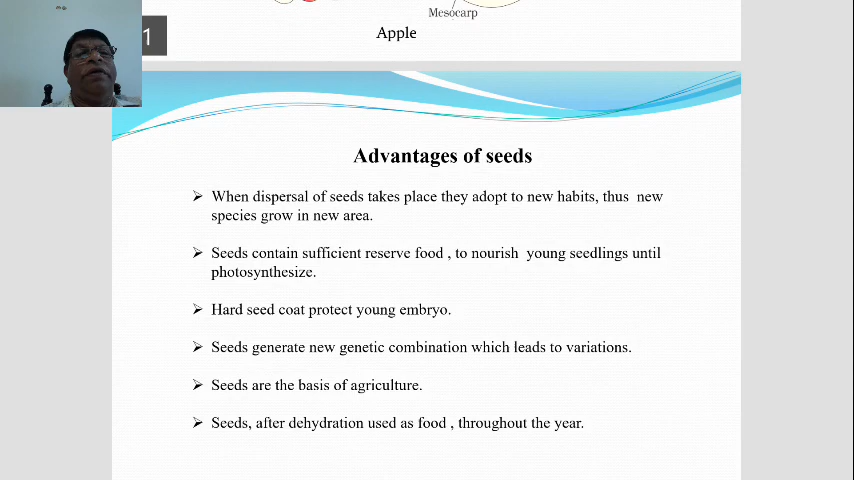 Mesocarp
1
Apple
Advantages of seeds
➢ When dispersal of seeds takes place they adopt to new habits, thus new
species grow in new area.
➢ Seeds contain sufficient reserve food , to nourish young seedlings until
photosynthesize.
➢ Hard seed coat protect young embryo.
➢ Seeds generate new genetic combination which leads to variations.
➢ Seeds are the basis of agriculture.
➢ Seeds, after dehydration used as food , throughout the year.